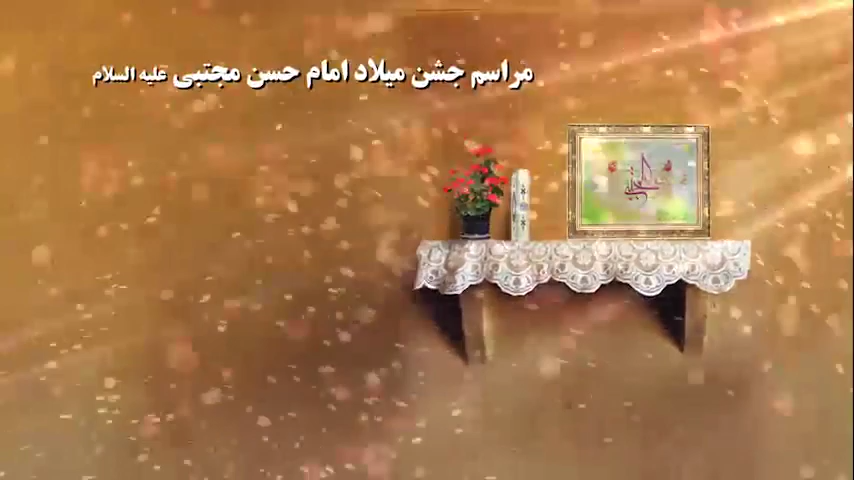 مراسم جشن میلاد امام حسن مجتبی علیه السلام